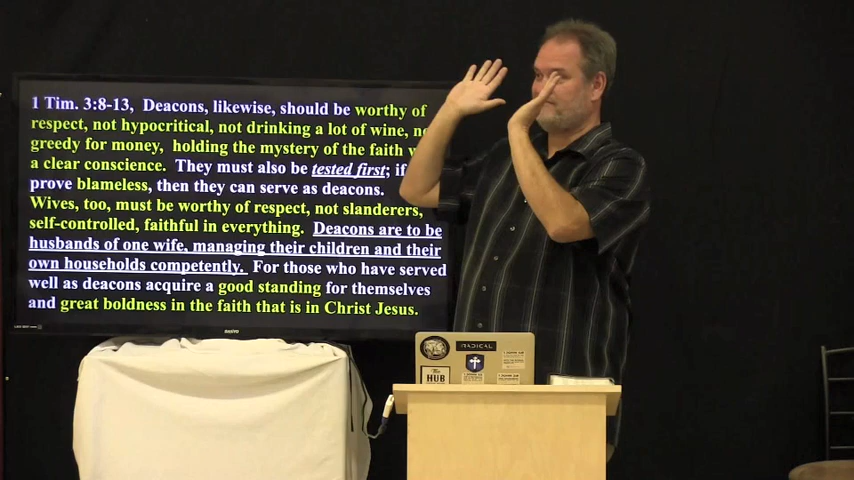 1 Tim. 3:8-13, Deacons, likewise, should be worthy of
respect, not hypocritical, not drinking a lot of wine,
greedy for money, holding the mystery of the faith
a clear conscience. They must also be tested first; if
prove blameless, then they can serve as deacons.
Wives, too, must be worthy of respect, not slanderers,
self-controlled, faithful in everything. Deacons are to be
husbands of one wife, managing their children and their
own households competently. For those who have served
well as deacons acquire a good standing for themselves
and great boldness in the faith that is in Christ Jesus.
SANYO
RADICAL
The
HUB